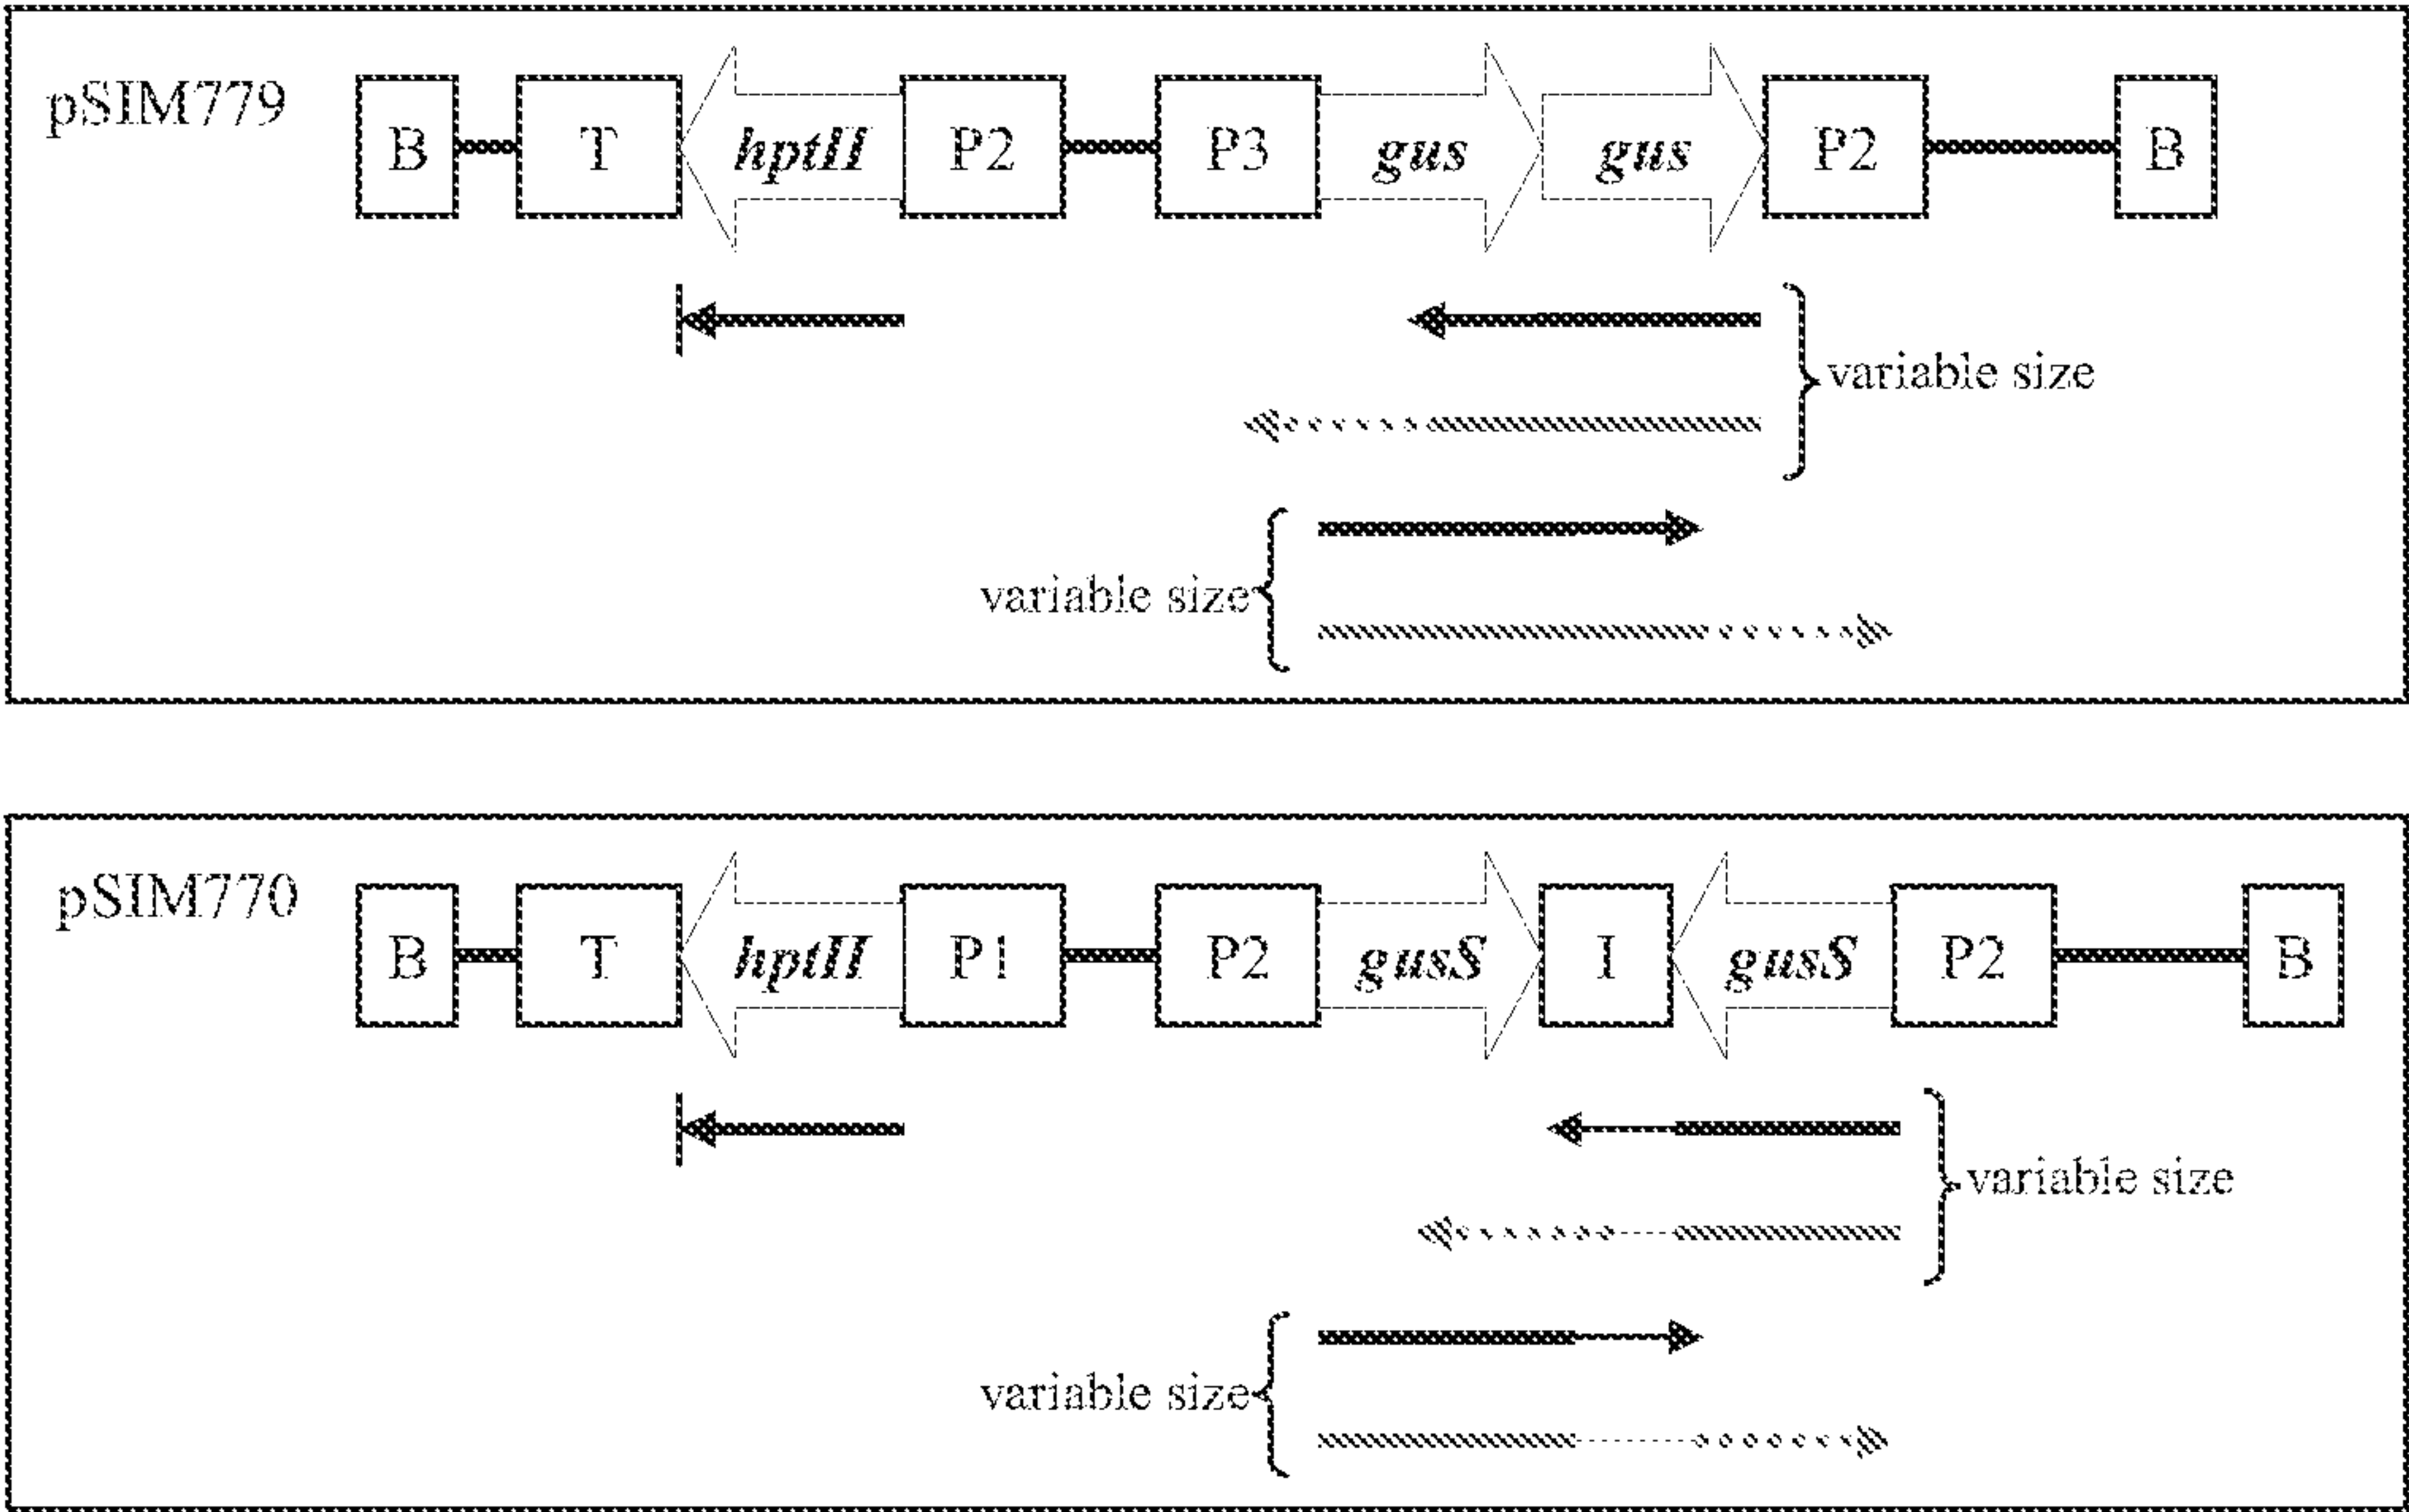 pSIM779
B T hptII P2 P3 gus gus P2 B
variable size
variable size
pSIM770
B T hptII P1 P2 gusS I gusS P2 B
variable size
variable size